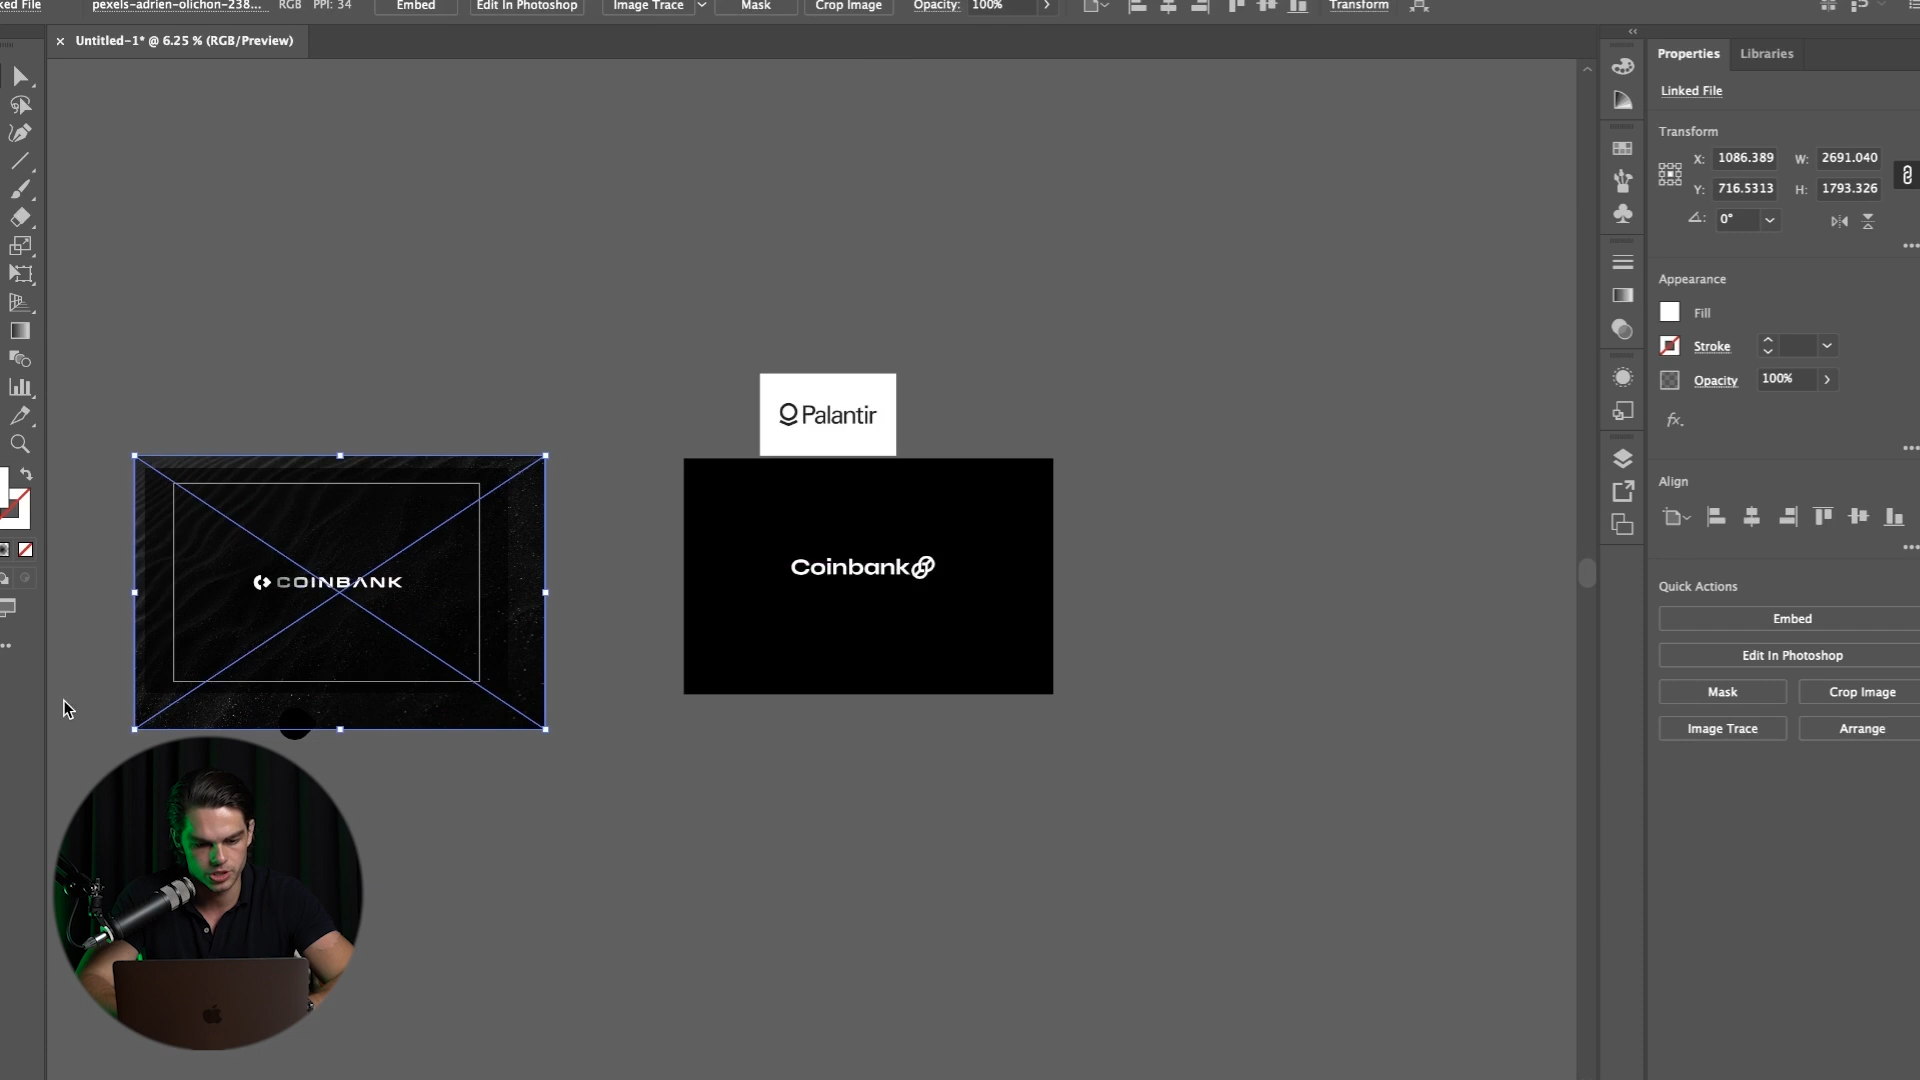 ked File
pexels-adrien-olichon-238...
RGB
PPI: 34
Embed
Edit In Photoshop
Image Trace
Mask
Crop Image
Opacity:
100%
Transform
Untitled-1* @ 6.25 % (RGB/Preview)
Properties
Libraries
Linked File
Transform
X: 1086.389
W: 2691.040
Y: 716.5313
H: 1793.326
0°
Appearance
Fill
Stroke
Opacity
100%
fx.
Align
Quick Actions
Embed
Edit In Photoshop
Mask
Crop Image
Image Trace
Arrange
Palantir
COINBANK
Coinbank